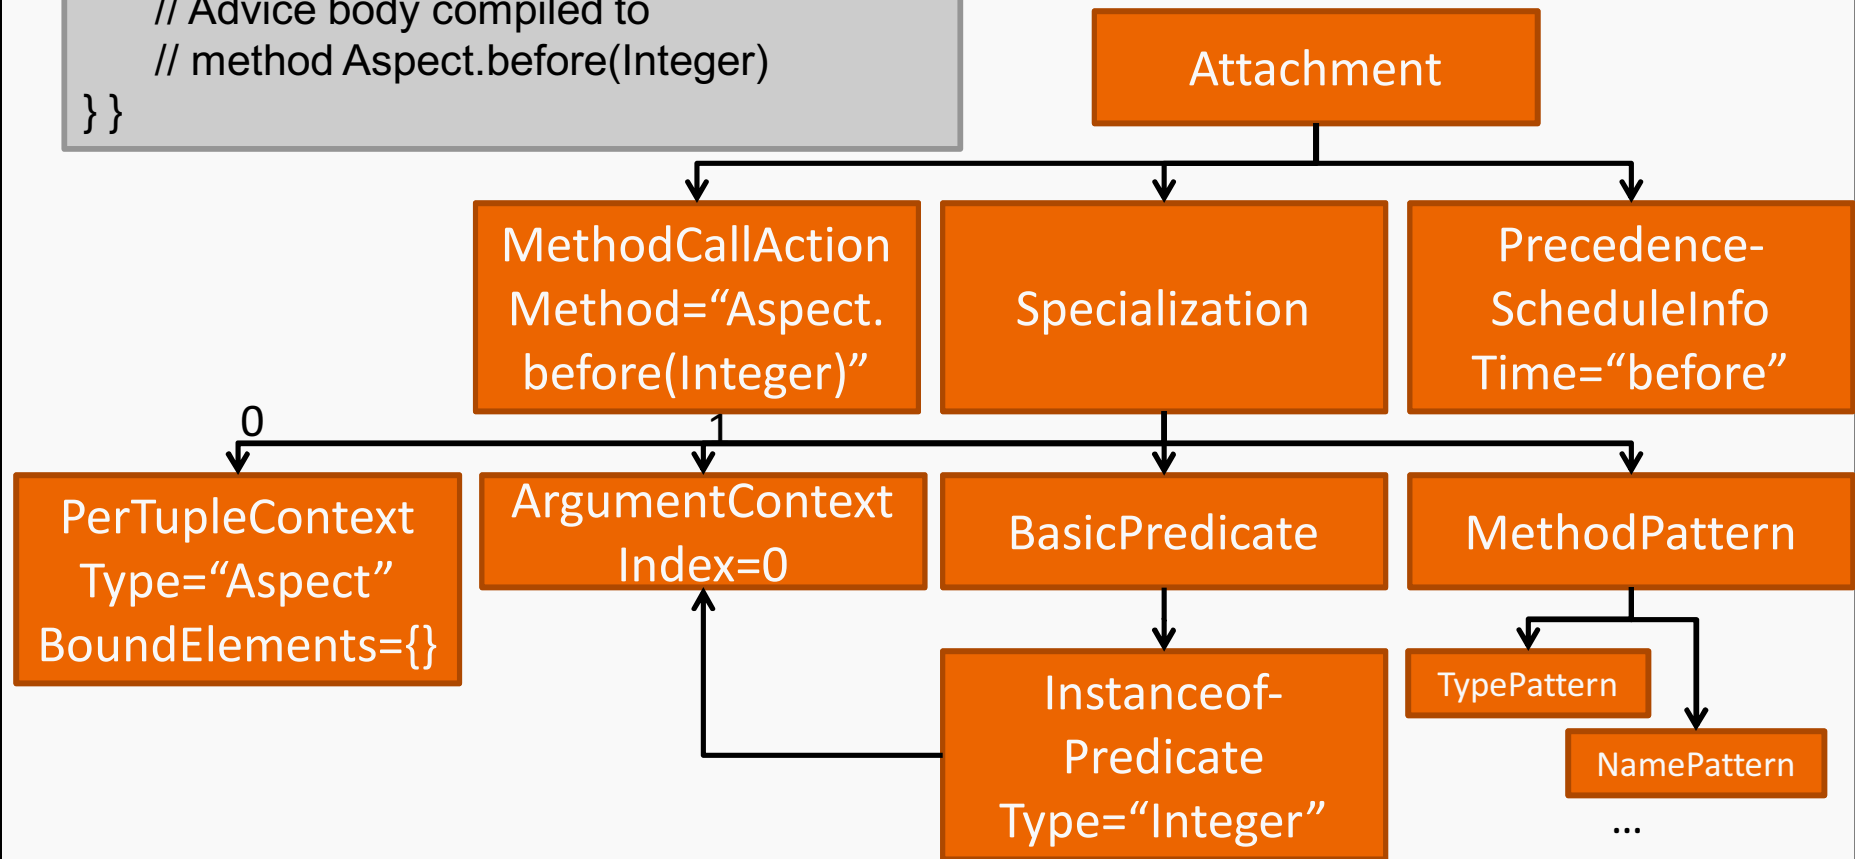 // Advice body compiled to
// method Aspect.before(Integer)
} }
Attachment
MethodCallAction
Method=“Aspect.
before(Integer)”
Specialization
Precedence-
ScheduleInfo
Time=“before”
0
1
PerTupleContext
Type=“Aspect”
BoundElements={}
ArgumentContext
Index=0
BasicPredicate
MethodPattern
Instanceof-
Predicate
Type=“Integer”
TypePattern
NamePattern
...